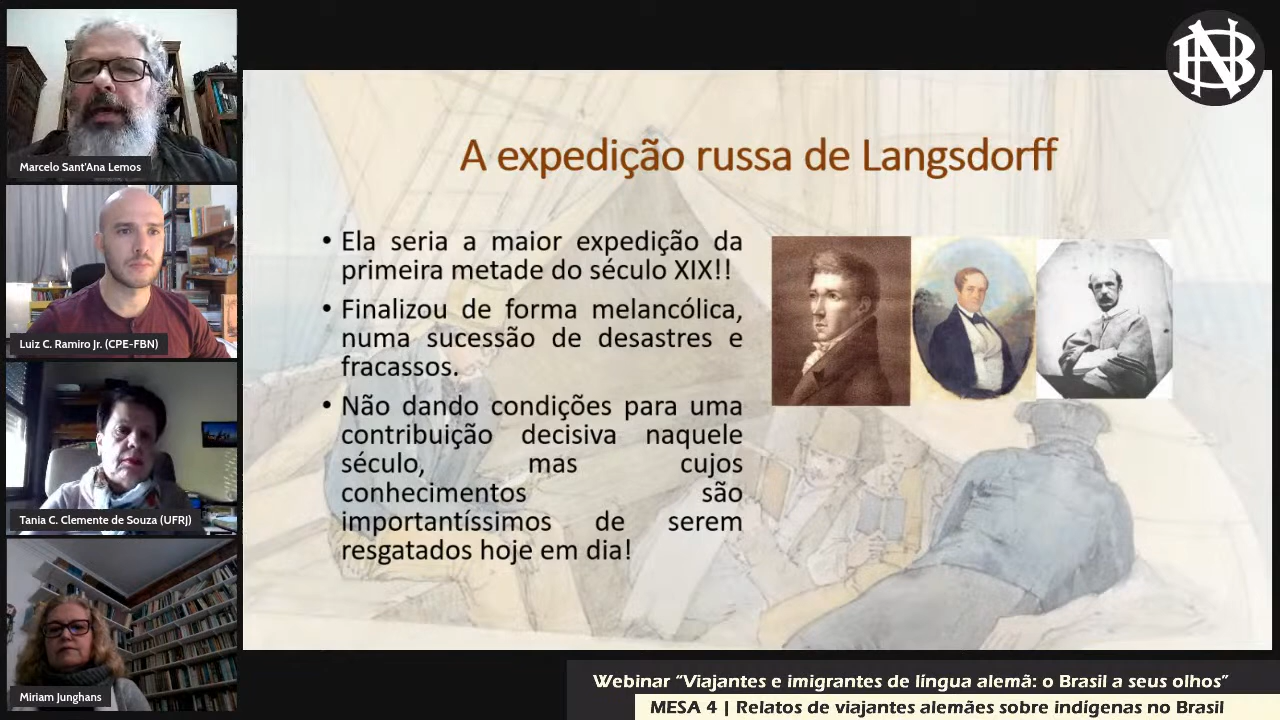 Marcelo Sant'Ana Lemos
Luiz C. Ramiro Jr. (CPE-FBN)
Tania C. Clemente de Souza (UFRJ)
Miriam Junghans
BN
A expedição russa de Langsdorff
• Ela seria a maior expedição da
primeira metade do século XIX!!
• Finalizou de forma melancólica,
numa sucessão de desastres e
fracassos.
• Não dando condições para uma
contribuição decisiva naquele
século, mas cujos
conhecimentos são
importantíssimos de serem
resgatados hoje em dia!
Webinar “Viajantes e imigrantes de língua alemã: o Brasil a seus olhos”
MESA 4 | Relatos de viajantes alemães sobre indígenas no Brasil